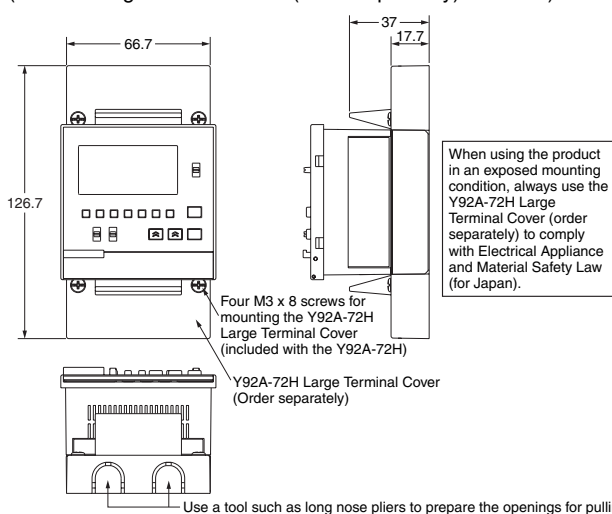 37
17.7
66.7
126.7
When using the product
in an exposed mounting
condition, always use the
Y92A-72H Large
Terminal Cover (order
separately) to comply
with Electrical Appliance
and Material Safety Law
(for Japan).
Four M3 x 8 screws for
mounting the Y92A-72H
Large Terminal Cover
(included with the Y92A-72H)
Y92A-72H Large Terminal Cover
(Order separately)
Use a tool such as long nose pliers to prepare the openings for